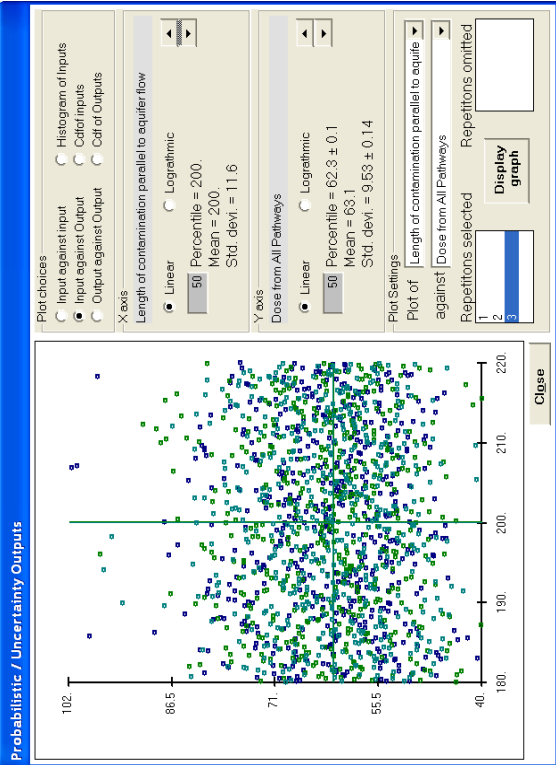 Probabilistic / Uncertainty Outputs
102.
86.5
71.
55.5
40.
180.
190.
200.
210.
220.
Close
Plot choices
Input against input
Histogram of Inputs
Input against Output
Cdfof inputs
Output against Output
Cdf of Outputs
X axis
Length of contamination parallel to aquifer flow
Linear
Lograthmic
50 Percentile = 200.
Mean = 200.
Std. devi. = 11.6
Y axis
Dose from All Pathways
Linear
Lograthmic
50 Percentile = 62.3 ± 0.1
Mean = 63.1
Std. devi. = 9.53 ± 0.14
Plot Settings
Plot of Length of contamination parallel to aquife
against Dose from All Pathways
Repetitons selected
Repetitons omitted
1
2
3
Display
graph